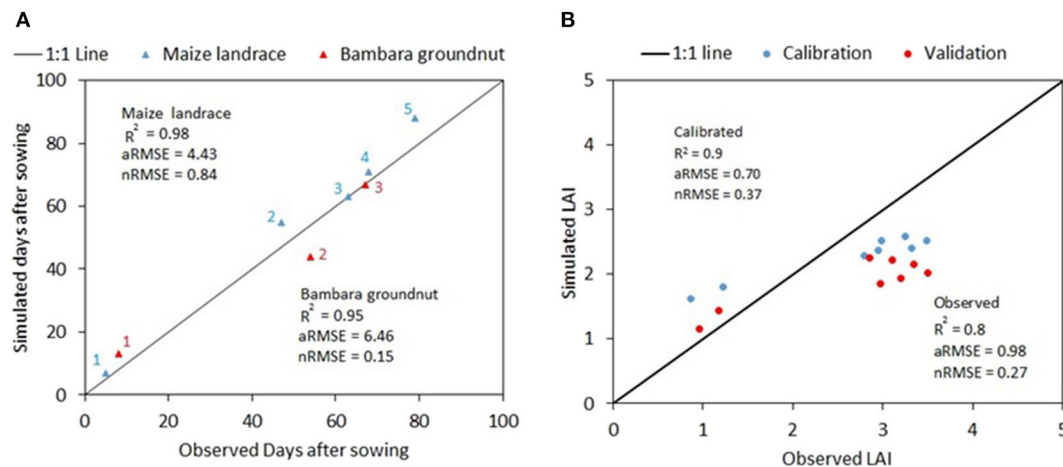 A
1:1 Line Maize landrace Bambara groundnut
Simulated days after sowing
100
80
60
40
20
0
Maize landrace
R² = 0.98
aRMSE = 4.43
nRMSE = 0.84
5
4
3
3
2
2
1
1
Bambara groundnut
R² = 0.95
aRMSE = 6.46
nRMSE = 0.15
0 20 40 60 80 100
Observed Days after sowing
B
1:1 line Calibration Validation
Simulated LAI
5
4
3
2
1
0
Calibrated
R² = 0.9
aRMSE = 0.70
nRMSE = 0.37
Observed
R² = 0.8
aRMSE = 0.98
nRMSE = 0.27
0 1 2 3 4 5
Observed LAI